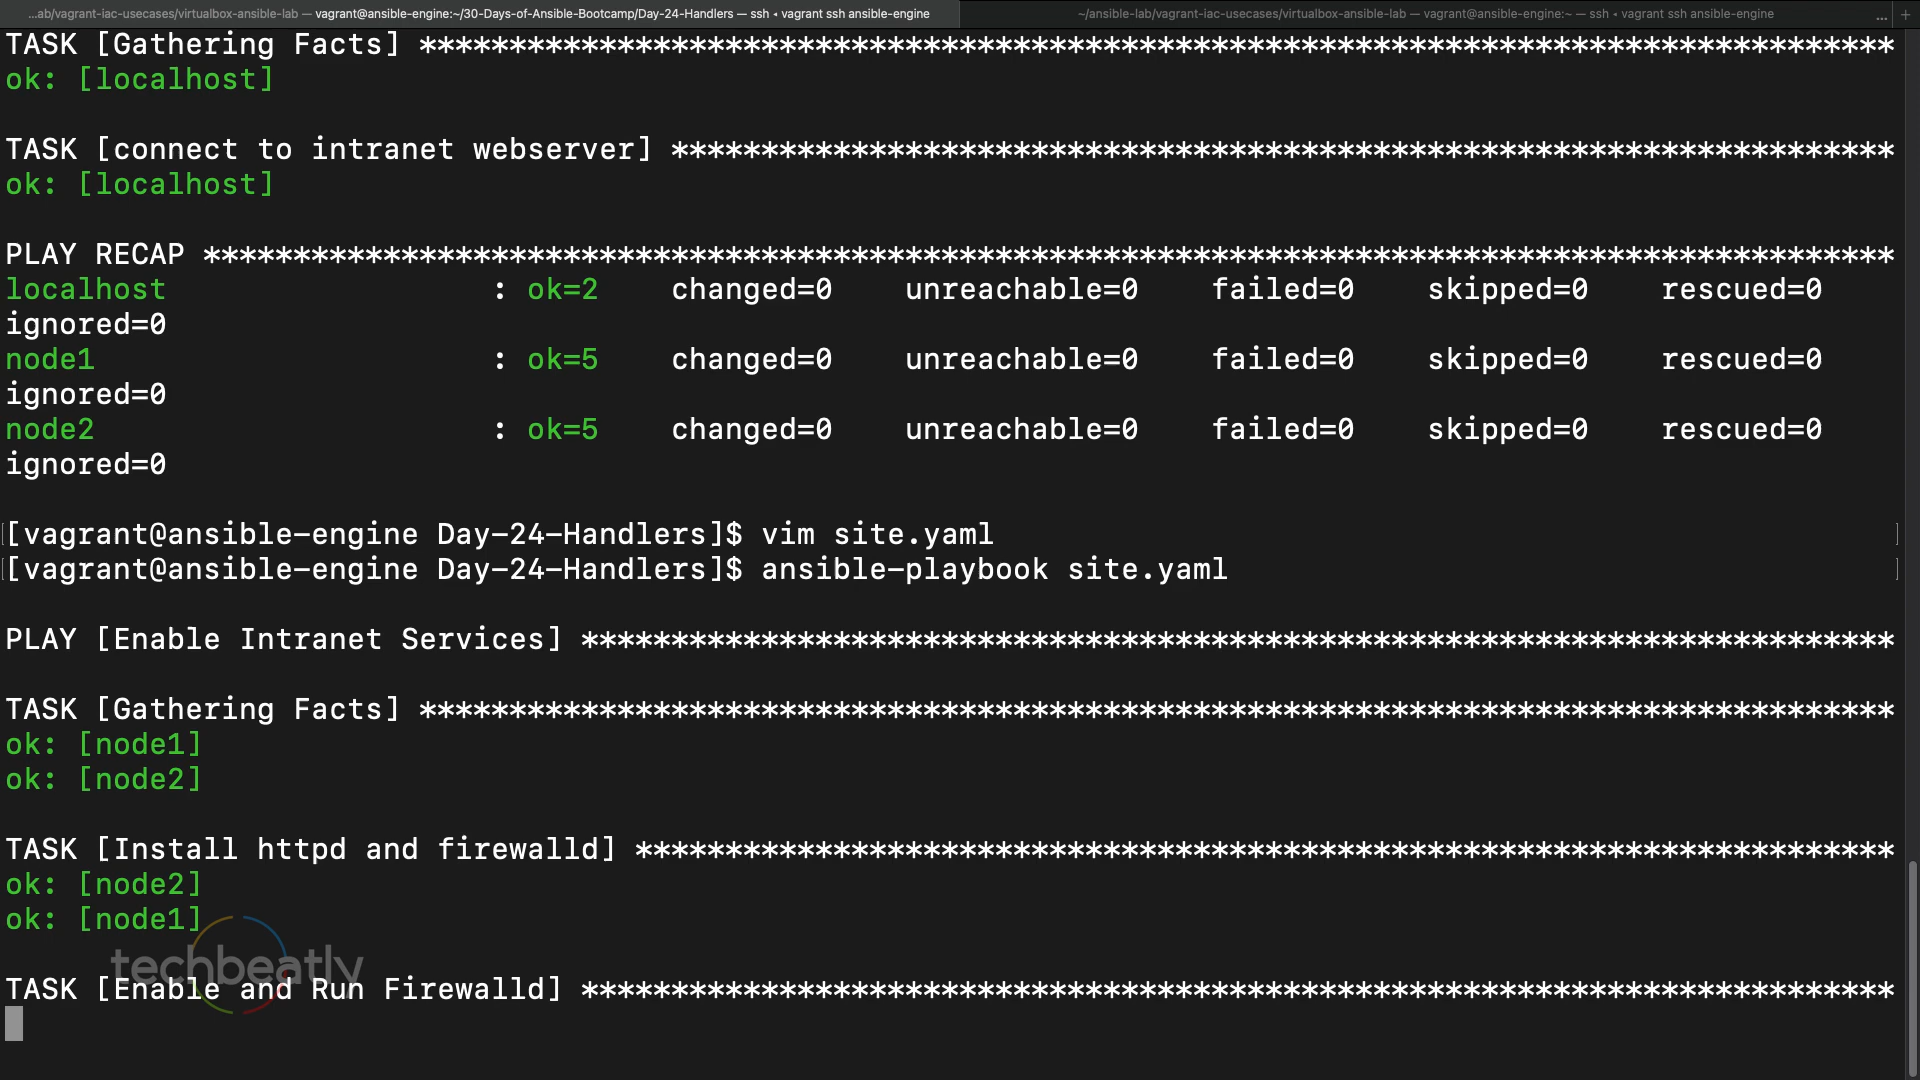 ...ab/vagrant-iac-usecases/virtualbox-ansible-lab — vagrant@ansible-engine:~/30-Days-of-Ansible-Bootcamp/Day-24-Handlers — ssh ◂ vagrant ssh ansible-engine
~/ansible-lab/vagrant-iac-usecases/virtualbox-ansible-lab — vagrant@ansible-engine:~ — ssh ◂ vagrant ssh ansible-engine ... +
TASK [Gathering Facts] **********************************************************************************
ok: [localhost]
TASK [connect to intranet webserver] ********************************************************************
ok: [localhost]
PLAY RECAP **********************************************************************************************
localhost : ok=2 changed=0 unreachable=0 failed=0 skipped=0 rescued=0
ignored=0
node1 : ok=5 changed=0 unreachable=0 failed=0 skipped=0 rescued=0
ignored=0
node2 : ok=5 changed=0 unreachable=0 failed=0 skipped=0 rescued=0
ignored=0
[vagrant@ansible-engine Day-24-Handlers]$ vim site.yaml
[vagrant@ansible-engine Day-24-Handlers]$ ansible-playbook site.yaml
PLAY [Enable Intranet Services] *************************************************************************
TASK [Gathering Facts] **********************************************************************************
ok: [node1]
ok: [node2]
TASK [Install httpd and firewalld] **********************************************************************
ok: [node2]
ok: [node1]
techbeatly
TASK [Enable and Run Firewalld] *************************************************************************